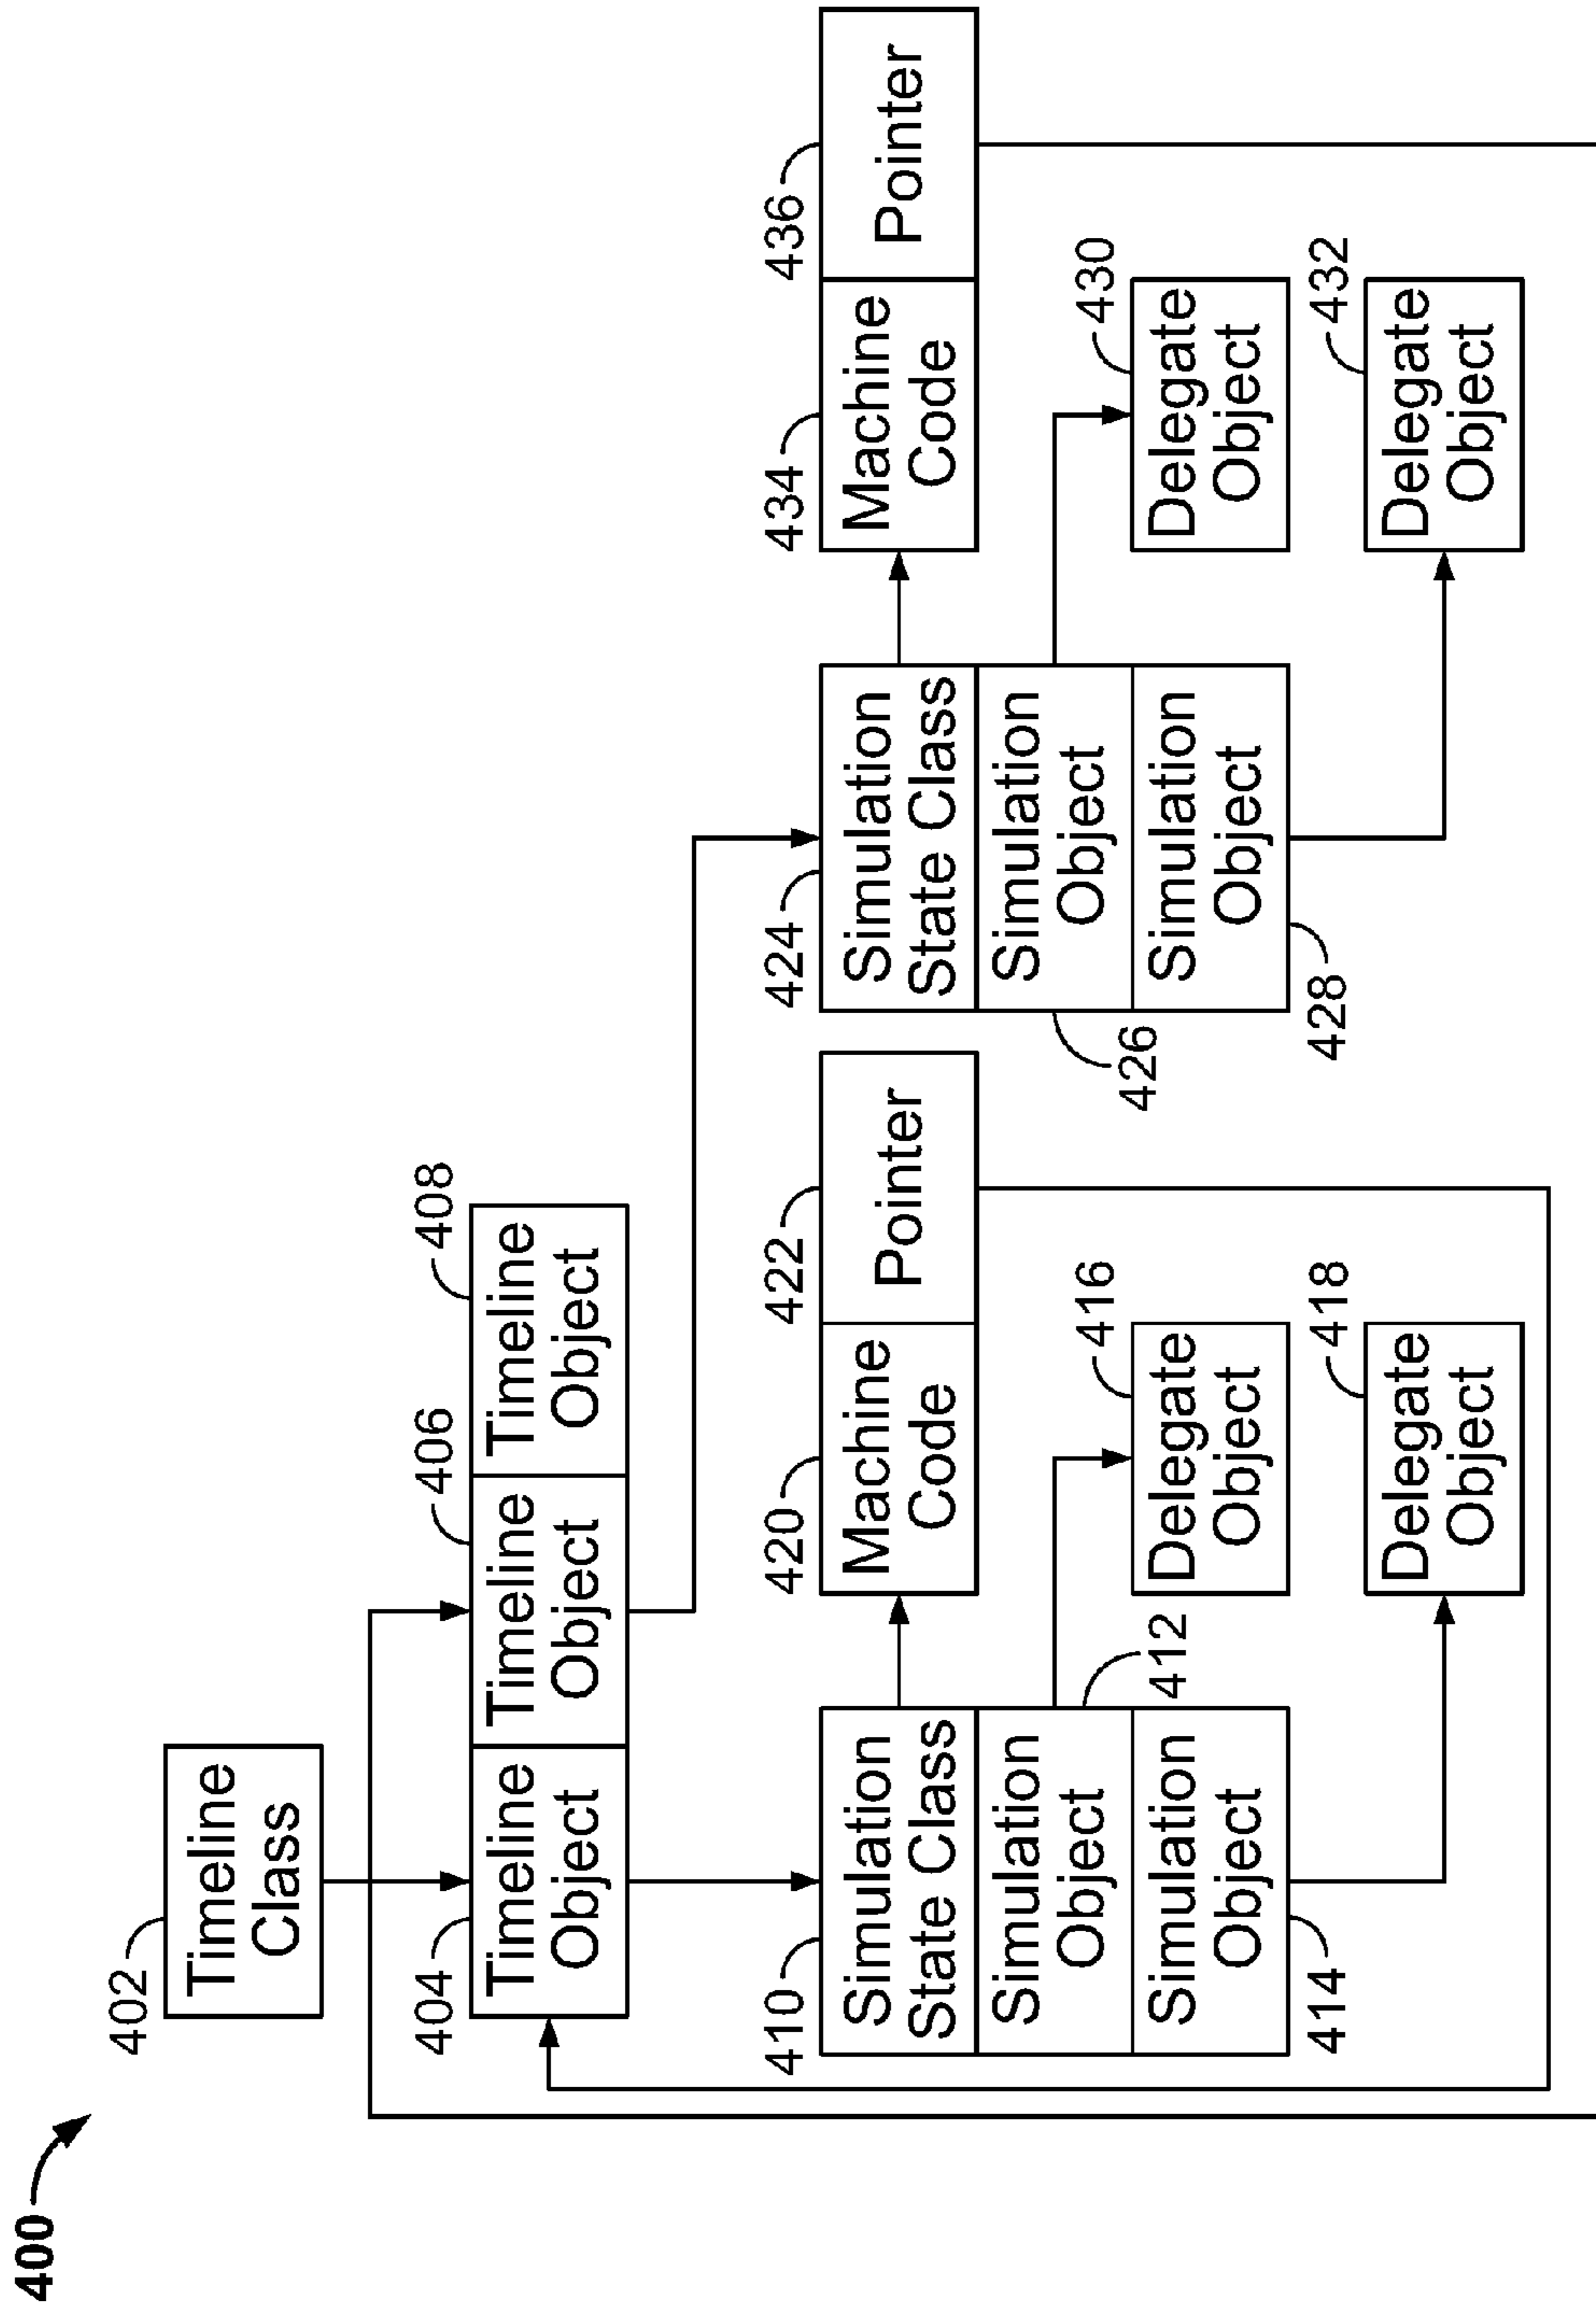 400
402
Timeline
Class
404
406
408
Timeline
Object
Timeline
Object
Timeline
Object
410
Simulation
State Class
Simulation
Object
412
Simulation
Object
414
420
Machine
Code
422
Pointer
416
Delegate
Object
418
Delegate
Object
424
Simulation
State Class
426
Simulation
Object
Simulation
Object
428
434
Machine
Code
436
Pointer
430
Delegate
Object
432
Delegate
Object